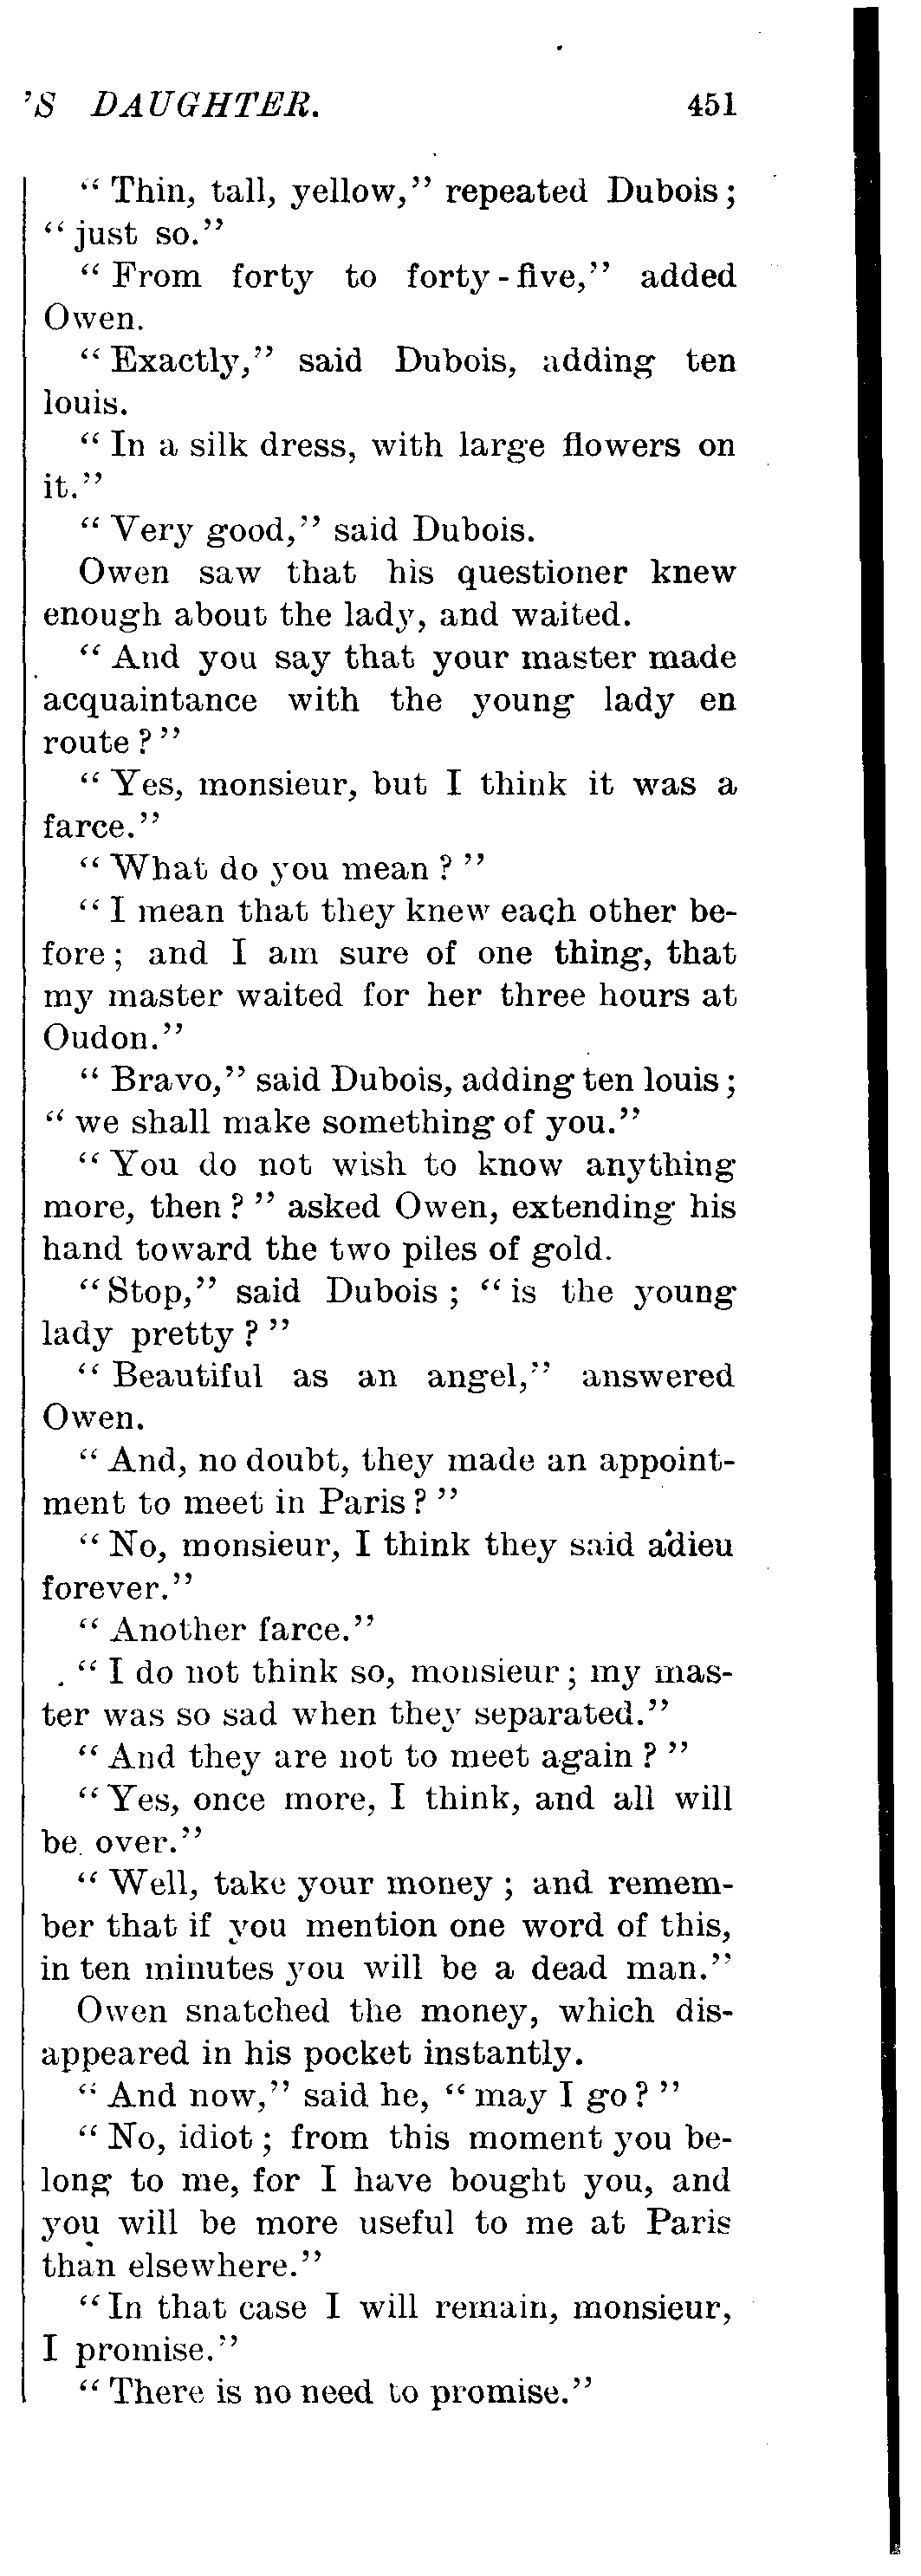 'S DAUGHTER. 451
" Thin, tall, yellow," repeated Dubois ;
" just so."
" From forty to forty-five," added
Owen.
" Exactly," said Dubois, adding ten
louis.
" In a silk dress, with large flowers on
it."
" Very good," said Dubois.
Owen saw that his questioner knew
enough about the lady, and waited.
" And you say that your master made
acquaintance with the young lady en
route ? "
" Yes, monsieur, but I think it was a
farce."
" What do you mean ? "
" I mean that they knew each other be-
fore ; and I am sure of one thing, that
my master waited for her three hours at
Oudon."
" Bravo," said Dubois, adding ten louis ;
" we shall make something of you."
" You do not wish to know anything
more, then ? " asked Owen, extending his
hand toward the two piles of gold.
" Stop," said Dubois ; " is the young
lady pretty ? "
" Beautiful as an angel," answered
Owen.
" And, no doubt, they made an appoint-
ment to meet in Paris ? "
" No, monsieur, I think they said adieu
forever."
" Another farce."
" I do not think so, monsieur ; my mas-
ter was so sad when they separated."
" And they are not to meet again ? "
" Yes, once more, I think, and all will
be over."
" Well, take your money ; and remem-
ber that if you mention one word of this,
in ten minutes you will be a dead man."
Owen snatched the money, which dis-
appeared in his pocket instantly.
" And now," said he, " may I go ? "
" No, idiot ; from this moment you be-
long to me, for I have bought you, and
you will be more useful to me at Paris
than elsewhere."
" In that case I will remain, monsieur,
I promise."
" There is no need to promise."